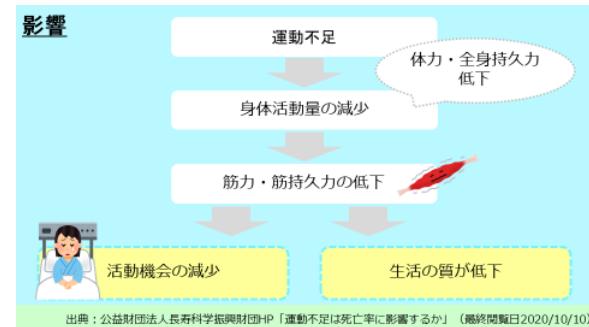 影響
運動不足
体力・全身持久力
低下
身体活動量の減少
筋力・筋持久力の低下
活動機会の減少
生活の質が低下
出典：公益財団法人長寿科学振興財団HP「運動不足は死亡率に影響するか」（最終閲覧日2020/10/10）